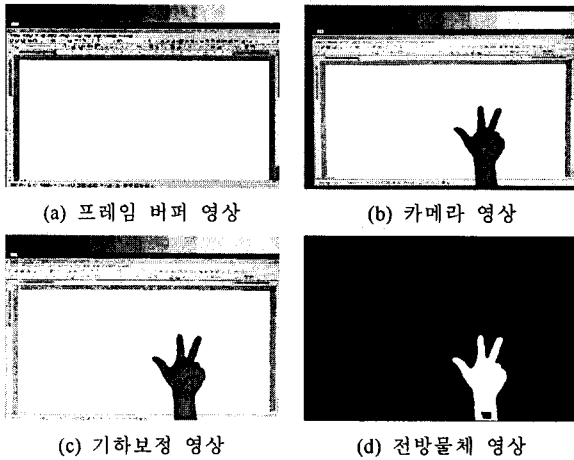 (a) 프레임 버퍼 영상
(b) 카메라 영상
(c) 기하보정 영상
(d) 전방물체 영상